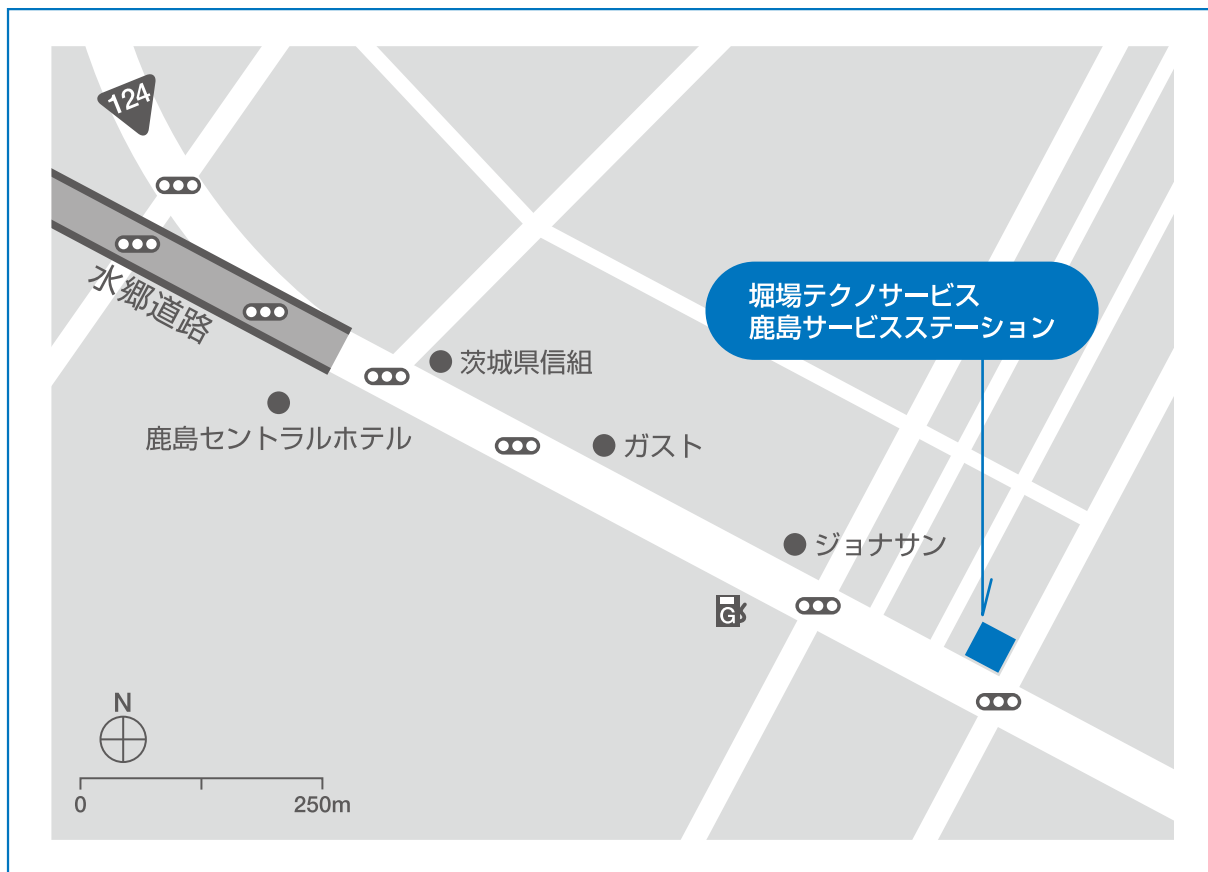 124
水郷道路
堀場テクノサービス
鹿島サービスステーション
茨城県信組
鹿島セントラルホテル
ガスト
ジョナサン
G
N
0 250m